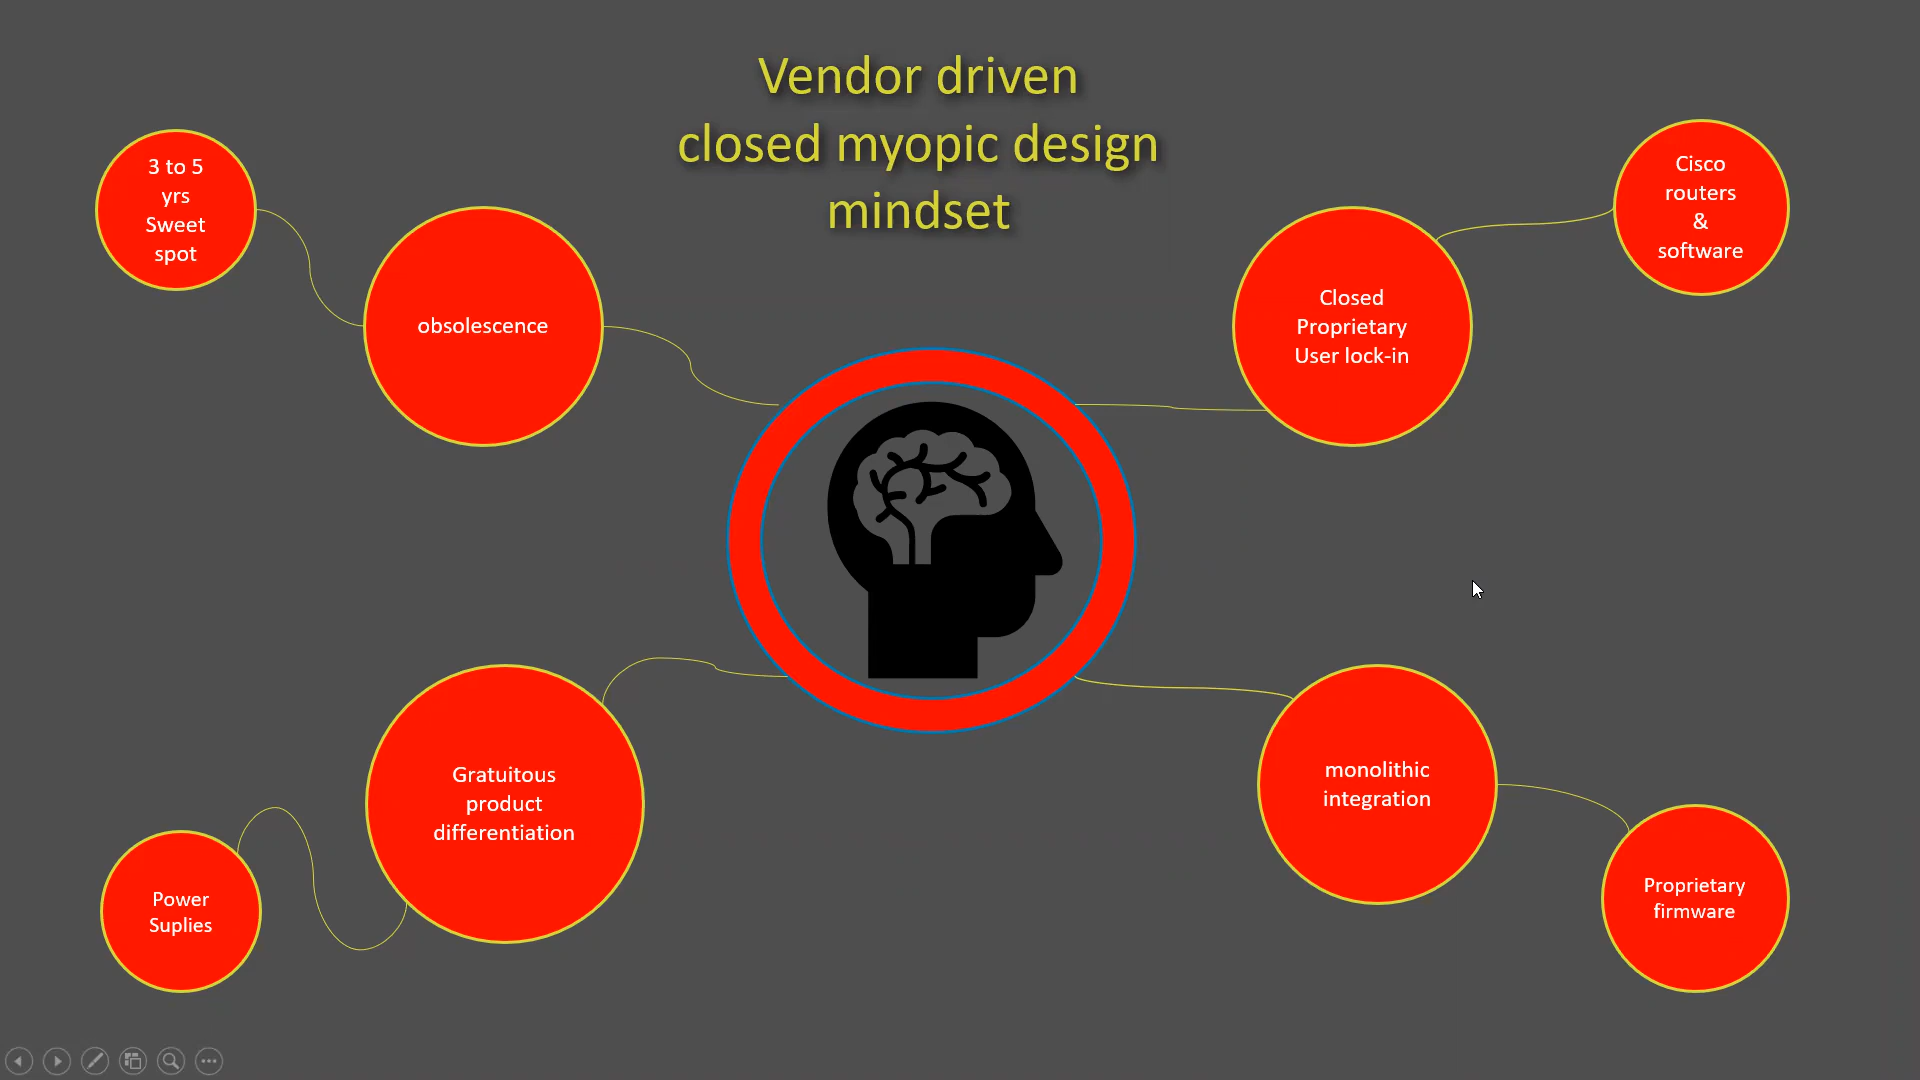 Vendor driven
closed myopic design
mindset
3 to 5
yrs
Sweet
spot
obsolescence
Closed
Proprietary
User lock-in
Cisco
routers
&
software
Gratuitous
product
differentiation
Power
Suplies
monolithic
integration
Proprietary
firmware